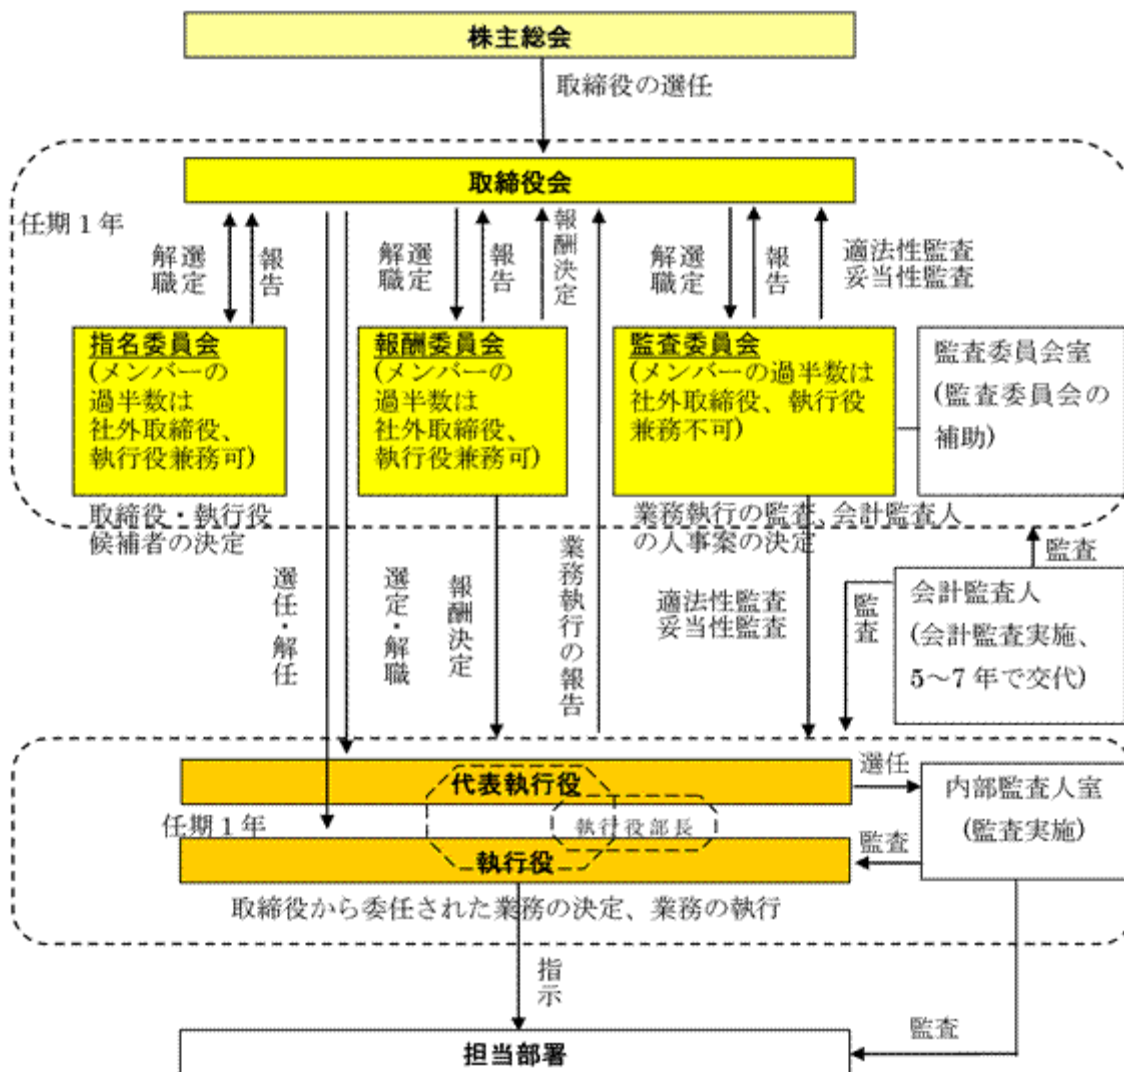 株主総会
取締役の選任
取締役会
任期1年
選定
解職
報告
選定
解職
報告
報酬決定
選定
解職
報告
適法性監査
妥当性監査
指名委員会
(メンバーの
過半数は
社外取締役、
執行役兼務可)
報酬委員会
(メンバーの
過半数は
社外取締役、
執行役兼務可)
監査委員会
(メンバーの過半数は
社外取締役、執行役
兼務不可)
監査委員会室
(監査委員会の
補助)
取締役・執行役
候補者の決定
業務執行の監査、会計監査人
の人事案の決定
選任・解任
選定・解職
報酬決定
業務執行の報告
適法性監査
妥当性監査
監査
監査
会計監査人
(会計監査実施、
5～7年で交代)
代表執行役
選任
内部監査人室
(監査実施)
任期1年
執行役部長
監査
執行役
取締役から委任された業務の決定、業務の執行
指示
監査
担当部署